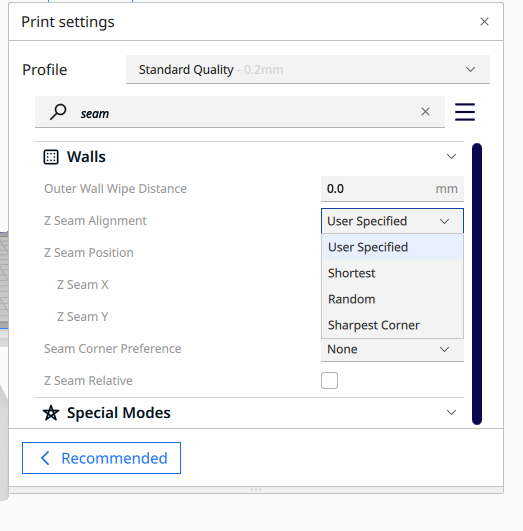 Print settings
Profile
Standard Quality - 0.2mm
seam
Walls
Outer Wall Wipe Distance
0.0 mm
Z Seam Alignment
User Specified
Z Seam Position
User Specified
Shortest
Z Seam X
Random
Z Seam Y
Sharpest Corner
Seam Corner Preference
None
Z Seam Relative
Special Modes
Recommended